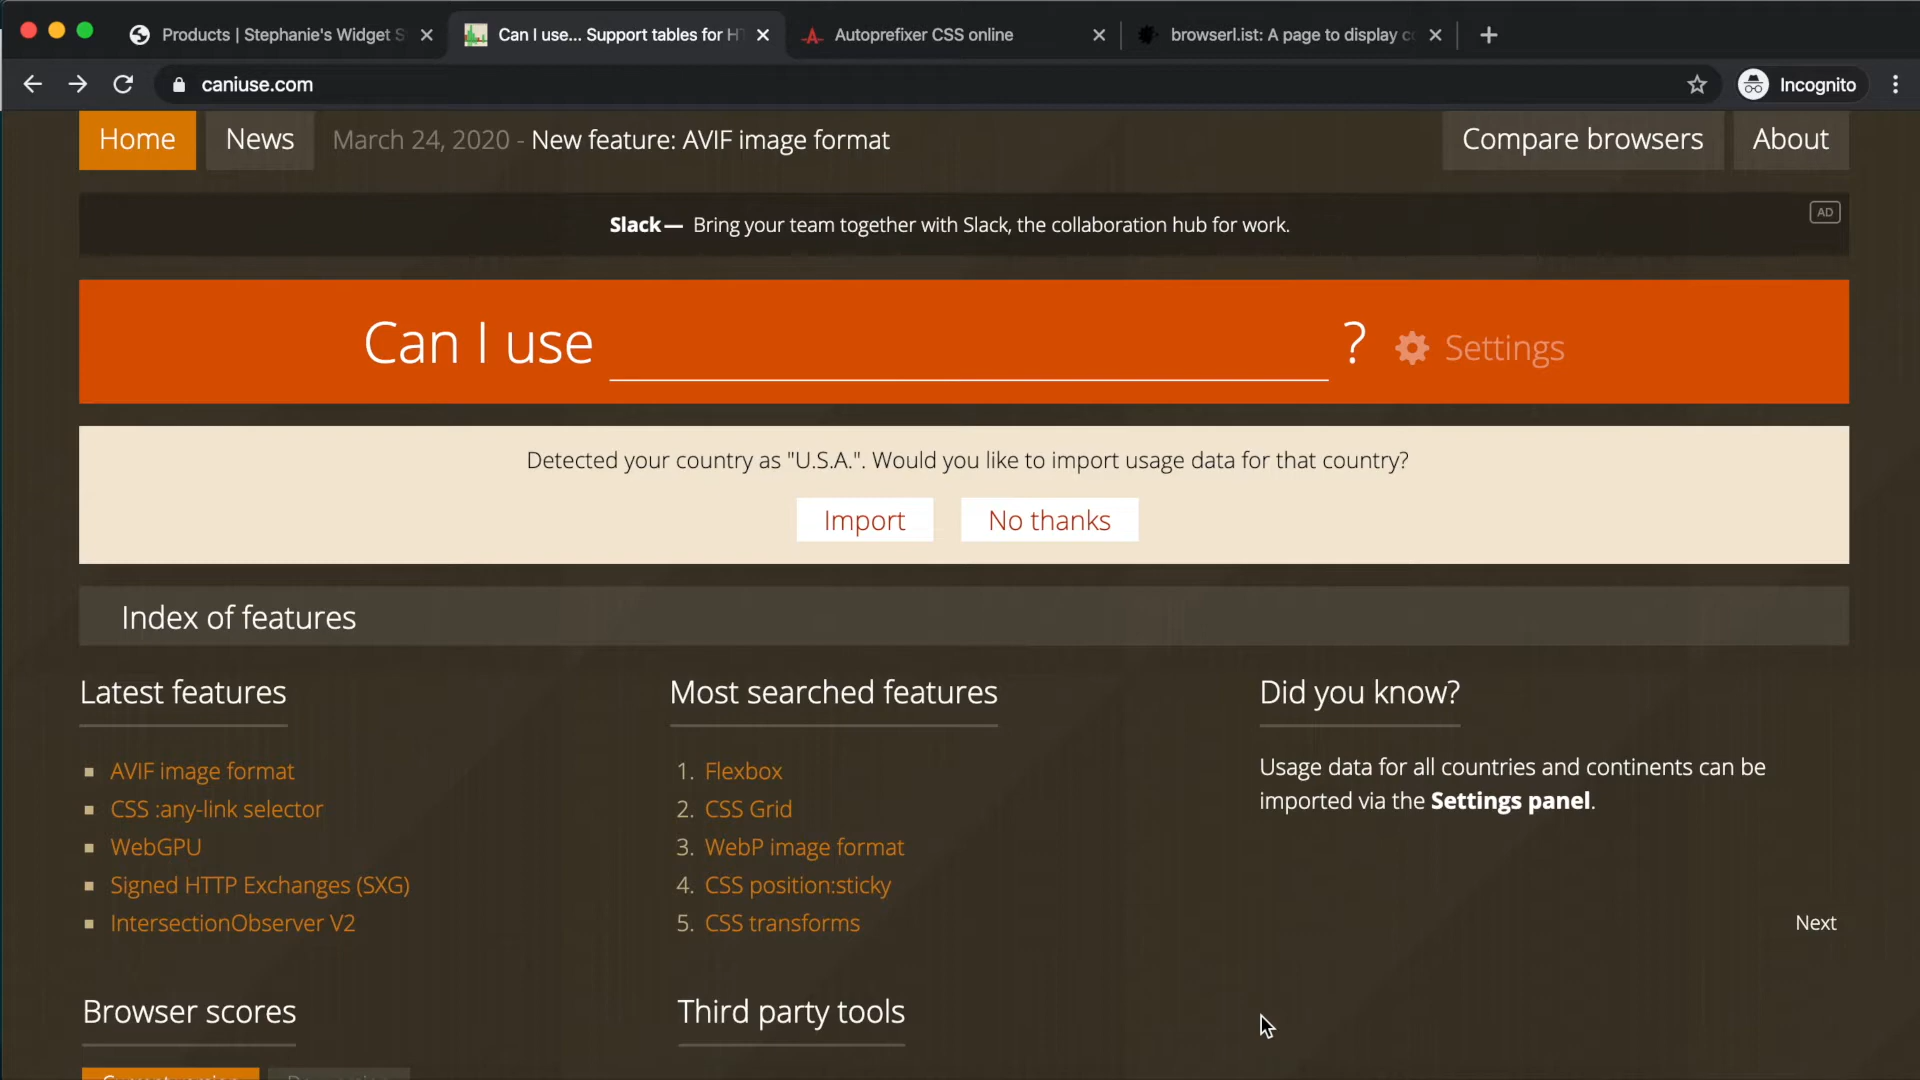 Products | Stephanie's Widget S
Can I use... Support tables for HT
Autoprefixer CSS online
browserl.ist: A page to display co
caniuse.com
Incognito
Home
News
March 24, 2020 - New feature: AVIF image format
Compare browsers
About
Slack— Bring your team together with Slack, the collaboration hub for work.
AD
Can I use ?
Settings
Detected your country as "U.S.A.". Would you like to import usage data for that country?
Import
No thanks
Index of features
Latest features
AVIF image format
CSS :any-link selector
WebGPU
Signed HTTP Exchanges (SXG)
IntersectionObserver V2
Most searched features
1. Flexbox
2. CSS Grid
3. WebP image format
4. CSS position:sticky
5. CSS transforms
Did you know?
Usage data for all countries and continents can be
imported via the Settings panel.
Next
Browser scores
Third party tools